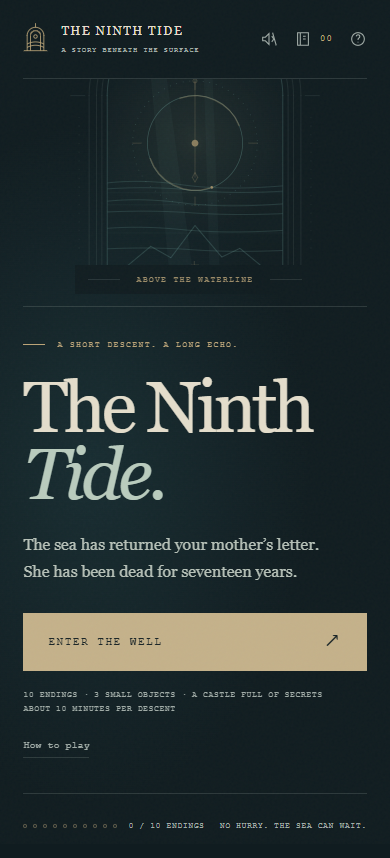 THE NINTH TIDE
A STORY BENEATH THE SURFACE
00
ABOVE THE WATERLINE
A SHORT DESCENT. A LONG ECHO.
The Ninth
Tide.
The sea has returned your mother’s letter.
She has been dead for seventeen years.
ENTER THE WELL
10 ENDINGS · 3 SMALL OBJECTS · A CASTLE FULL OF SECRETS
ABOUT 10 MINUTES PER DESCENT
How to play
0 / 10 ENDINGS
NO HURRY. THE SEA CAN WAIT.